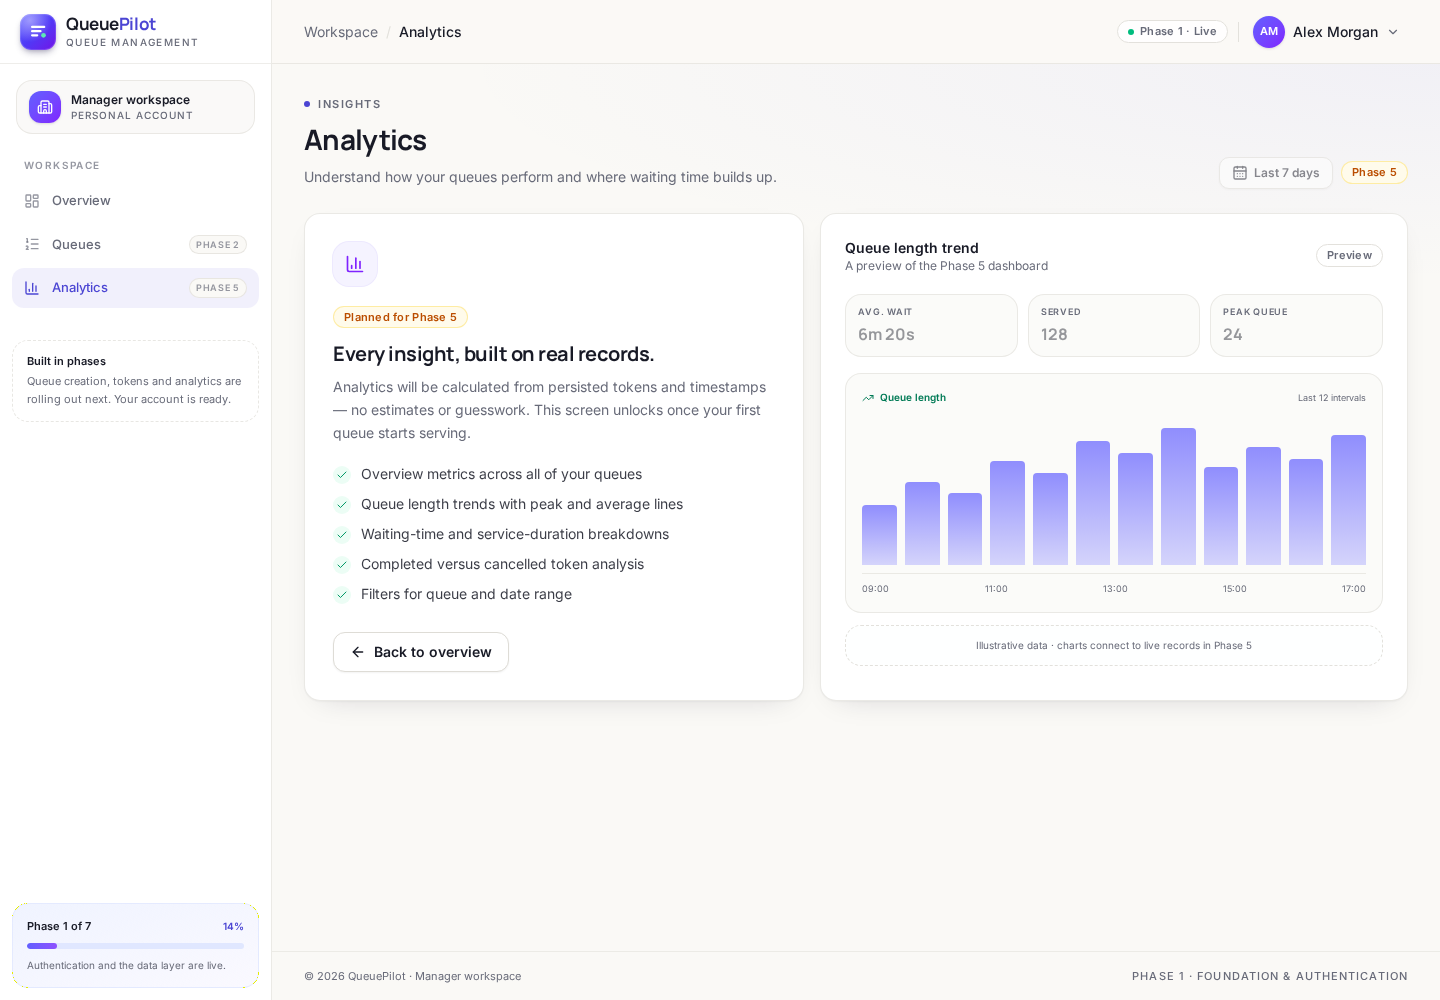 QueuePilot
QUEUE MANAGEMENT
Manager workspace
PERSONAL ACCOUNT
WORKSPACE
Overview
Queues PHASE 2
Analytics PHASE 5
Built in phases
Queue creation, tokens and analytics are
rolling out next. Your account is ready.
Phase 1 of 7 14%
Authentication and the data layer are live.
Workspace / Analytics
Phase 1 · Live
AM Alex Morgan
INSIGHTS
Analytics
Understand how your queues perform and where waiting time builds up.
Last 7 days Phase 5
Planned for Phase 5
Every insight, built on real records.
Analytics will be calculated from persisted tokens and timestamps
— no estimates or guesswork. This screen unlocks once your first
queue starts serving.
Overview metrics across all of your queues
Queue length trends with peak and average lines
Waiting-time and service-duration breakdowns
Completed versus cancelled token analysis
Filters for queue and date range
Back to overview
Queue length trend
A preview of the Phase 5 dashboard
Preview
AVG. WAIT
6m 20s
SERVED
128
PEAK QUEUE
24
Queue length Last 12 intervals
09:00 11:00 13:00 15:00 17:00
Illustrative data · charts connect to live records in Phase 5
© 2026 QueuePilot · Manager workspace
PHASE 1 · FOUNDATION & AUTHENTICATION